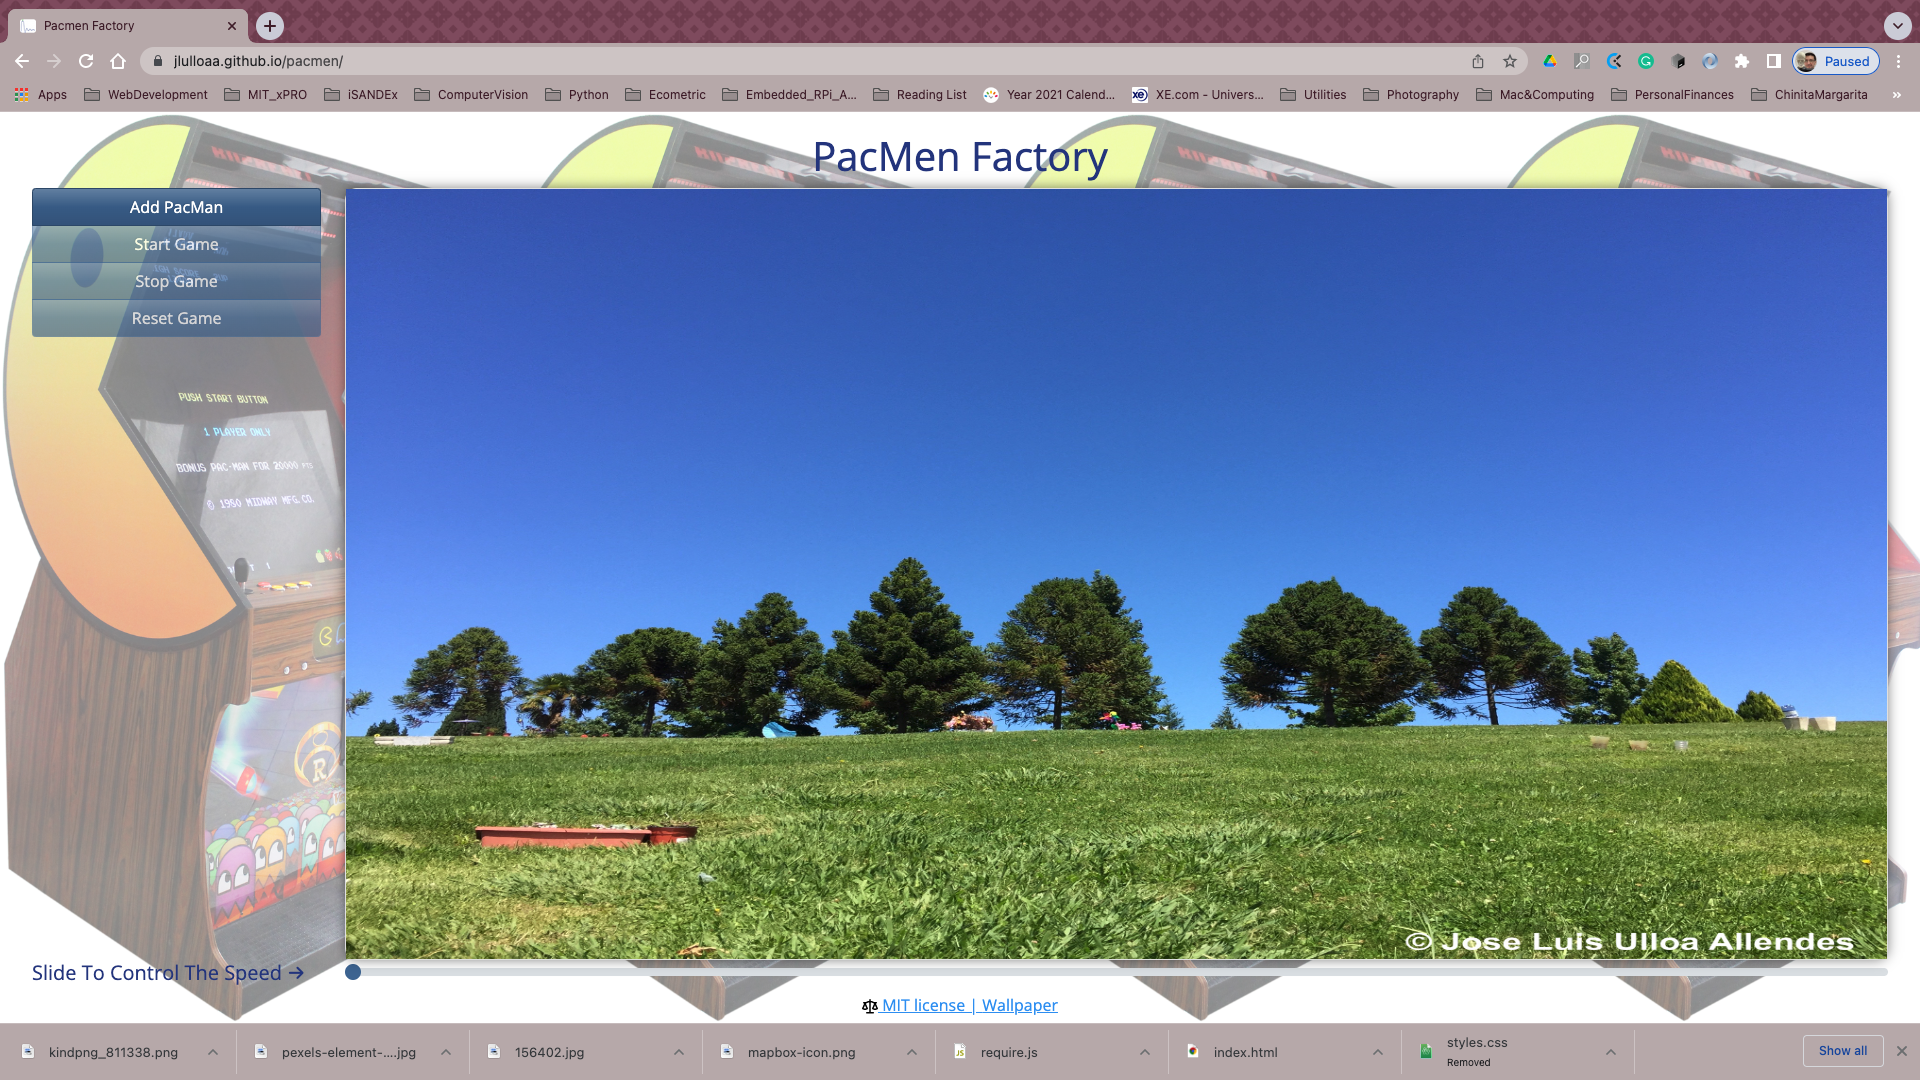 Pacmen Factory
jlulloaa.github.io/pacmen/
Paused
Apps
WebDevelopment
MIT_xPRO
iSANDEx
ComputerVision
Python
Ecometric
Embedded_RPi_A...
Reading List
Year 2021 Calend...
XE.com - Univers...
Utilities
Photography
Mac&Computing
PersonalFinances
ChinitaMargarita
»
PacMen Factory
Add PacMan
Start Game
Stop Game
Reset Game
PUSH START BUTTON
1 PLAYER ONLY
BONUS PAC-MAN FOR 20000 PTS
© 1980 MIDWAY MFG.CO.
© Jose Luis Ulloa Allendes
Slide To Control The Speed →
MIT license | Wallpaper
kindpng_811338.png
pexels-element-....jpg
156402.jpg
mapbox-icon.png
require.js
index.html
styles.css
Removed
Show all